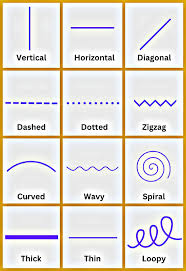 Vertical
Horizontal
Diagonal
Dashed
Dotted
Zigzag
Curved
Wavy
Spiral
Thick
Thin
Loopy